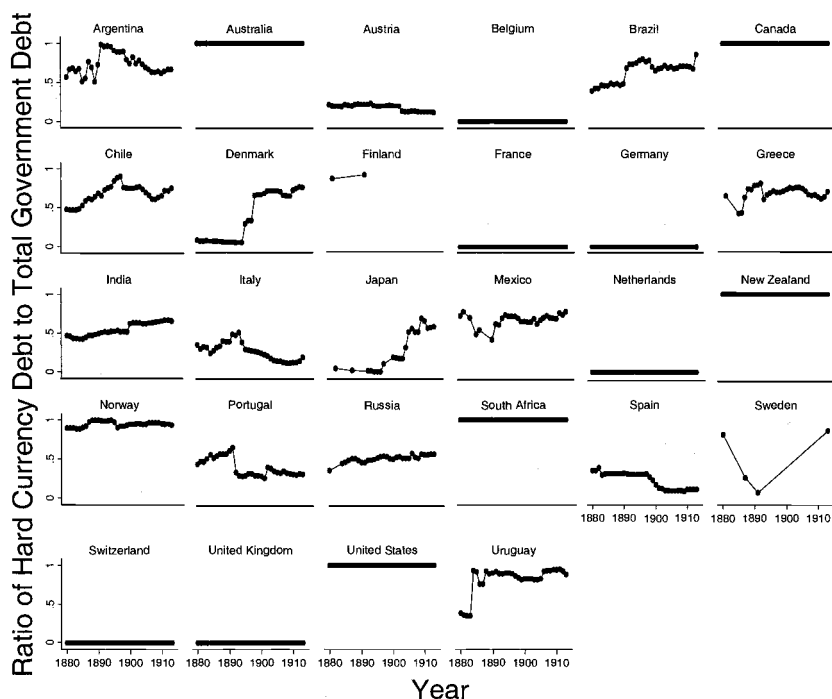 Ratio of Hard Currency Debt to Total Government Debt
Argentina Australia Austria Belgium Brazil Canada
1
.5
0
Chile Denmark Finland France Germany Greece
1
.5
0
India Italy Japan Mexico Netherlands New Zealand
1
.5
0
Norway Portugal Russia South Africa Spain Sweden
1
.5
0
1880 1890 1900 1910 1880 1890 1900 1910
Switzerland United Kingdom United States Uruguay
1
.5
0
1880 1890 1900 1910 1880 1890 1900 1910 1880 1890 1900 1910 1880 1890 1900 1910
Year